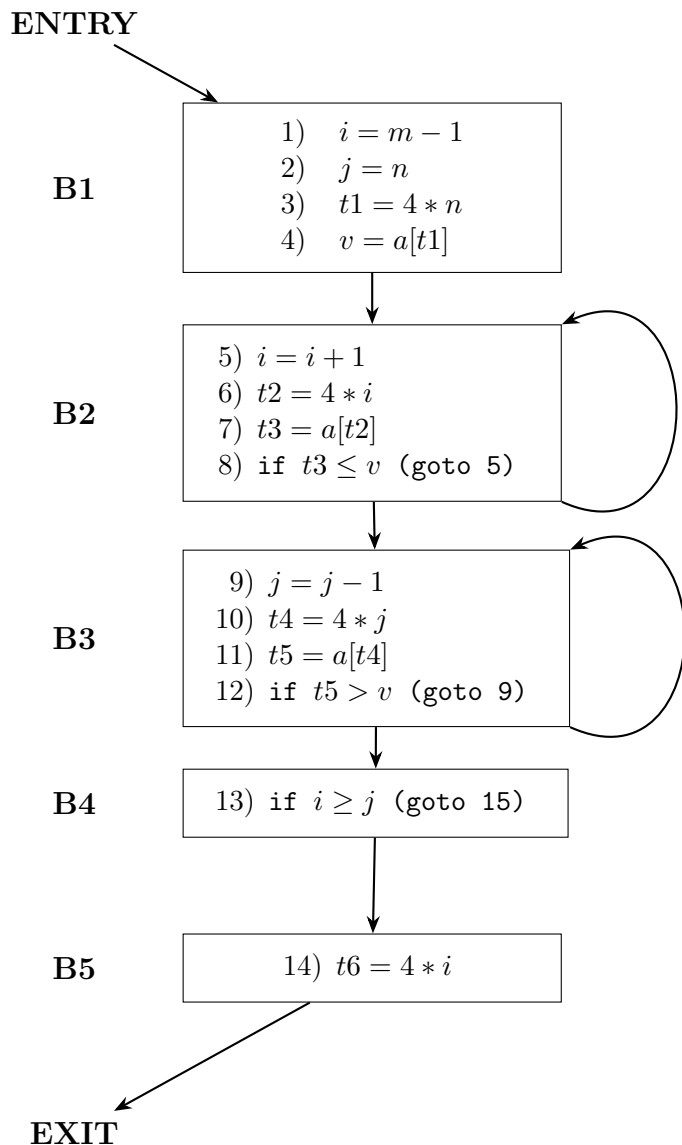 ENTRY
B1
1) i = m − 1
2) j = n
3) t1 = 4 ∗ n
4) v = a[t1]
B2
5) i = i + 1
6) t2 = 4 ∗ i
7) t3 = a[t2]
8) if t3 ≤ v (goto 5)
B3
9) j = j − 1
10) t4 = 4 ∗ j
11) t5 = a[t4]
12) if t5 > v (goto 9)
B4
13) if i ≥ j (goto 15)
B5
14) t6 = 4 ∗ i
EXIT